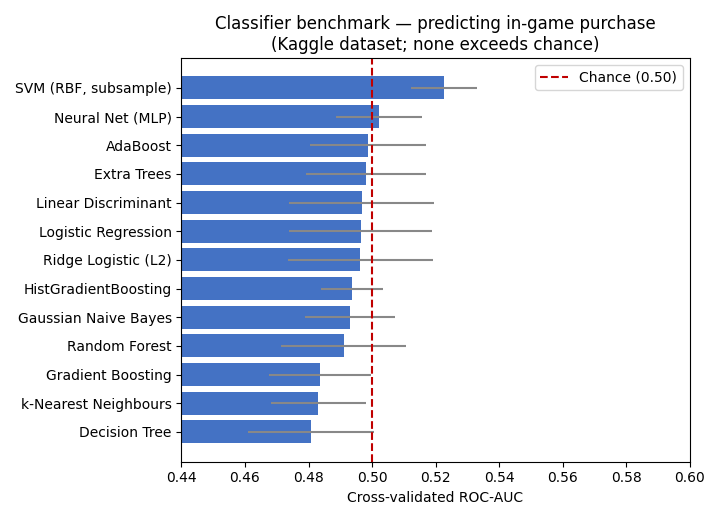 Classifier benchmark — predicting in-game purchase
(Kaggle dataset; none exceeds chance)
Chance (0.50)
SVM (RBF, subsample)
Neural Net (MLP)
AdaBoost
Extra Trees
Linear Discriminant
Logistic Regression
Ridge Logistic (L2)
HistGradientBoosting
Gaussian Naive Bayes
Random Forest
Gradient Boosting
k-Nearest Neighbours
Decision Tree
0.44 0.46 0.48 0.50 0.52 0.54 0.56 0.58 0.60
Cross-validated ROC-AUC